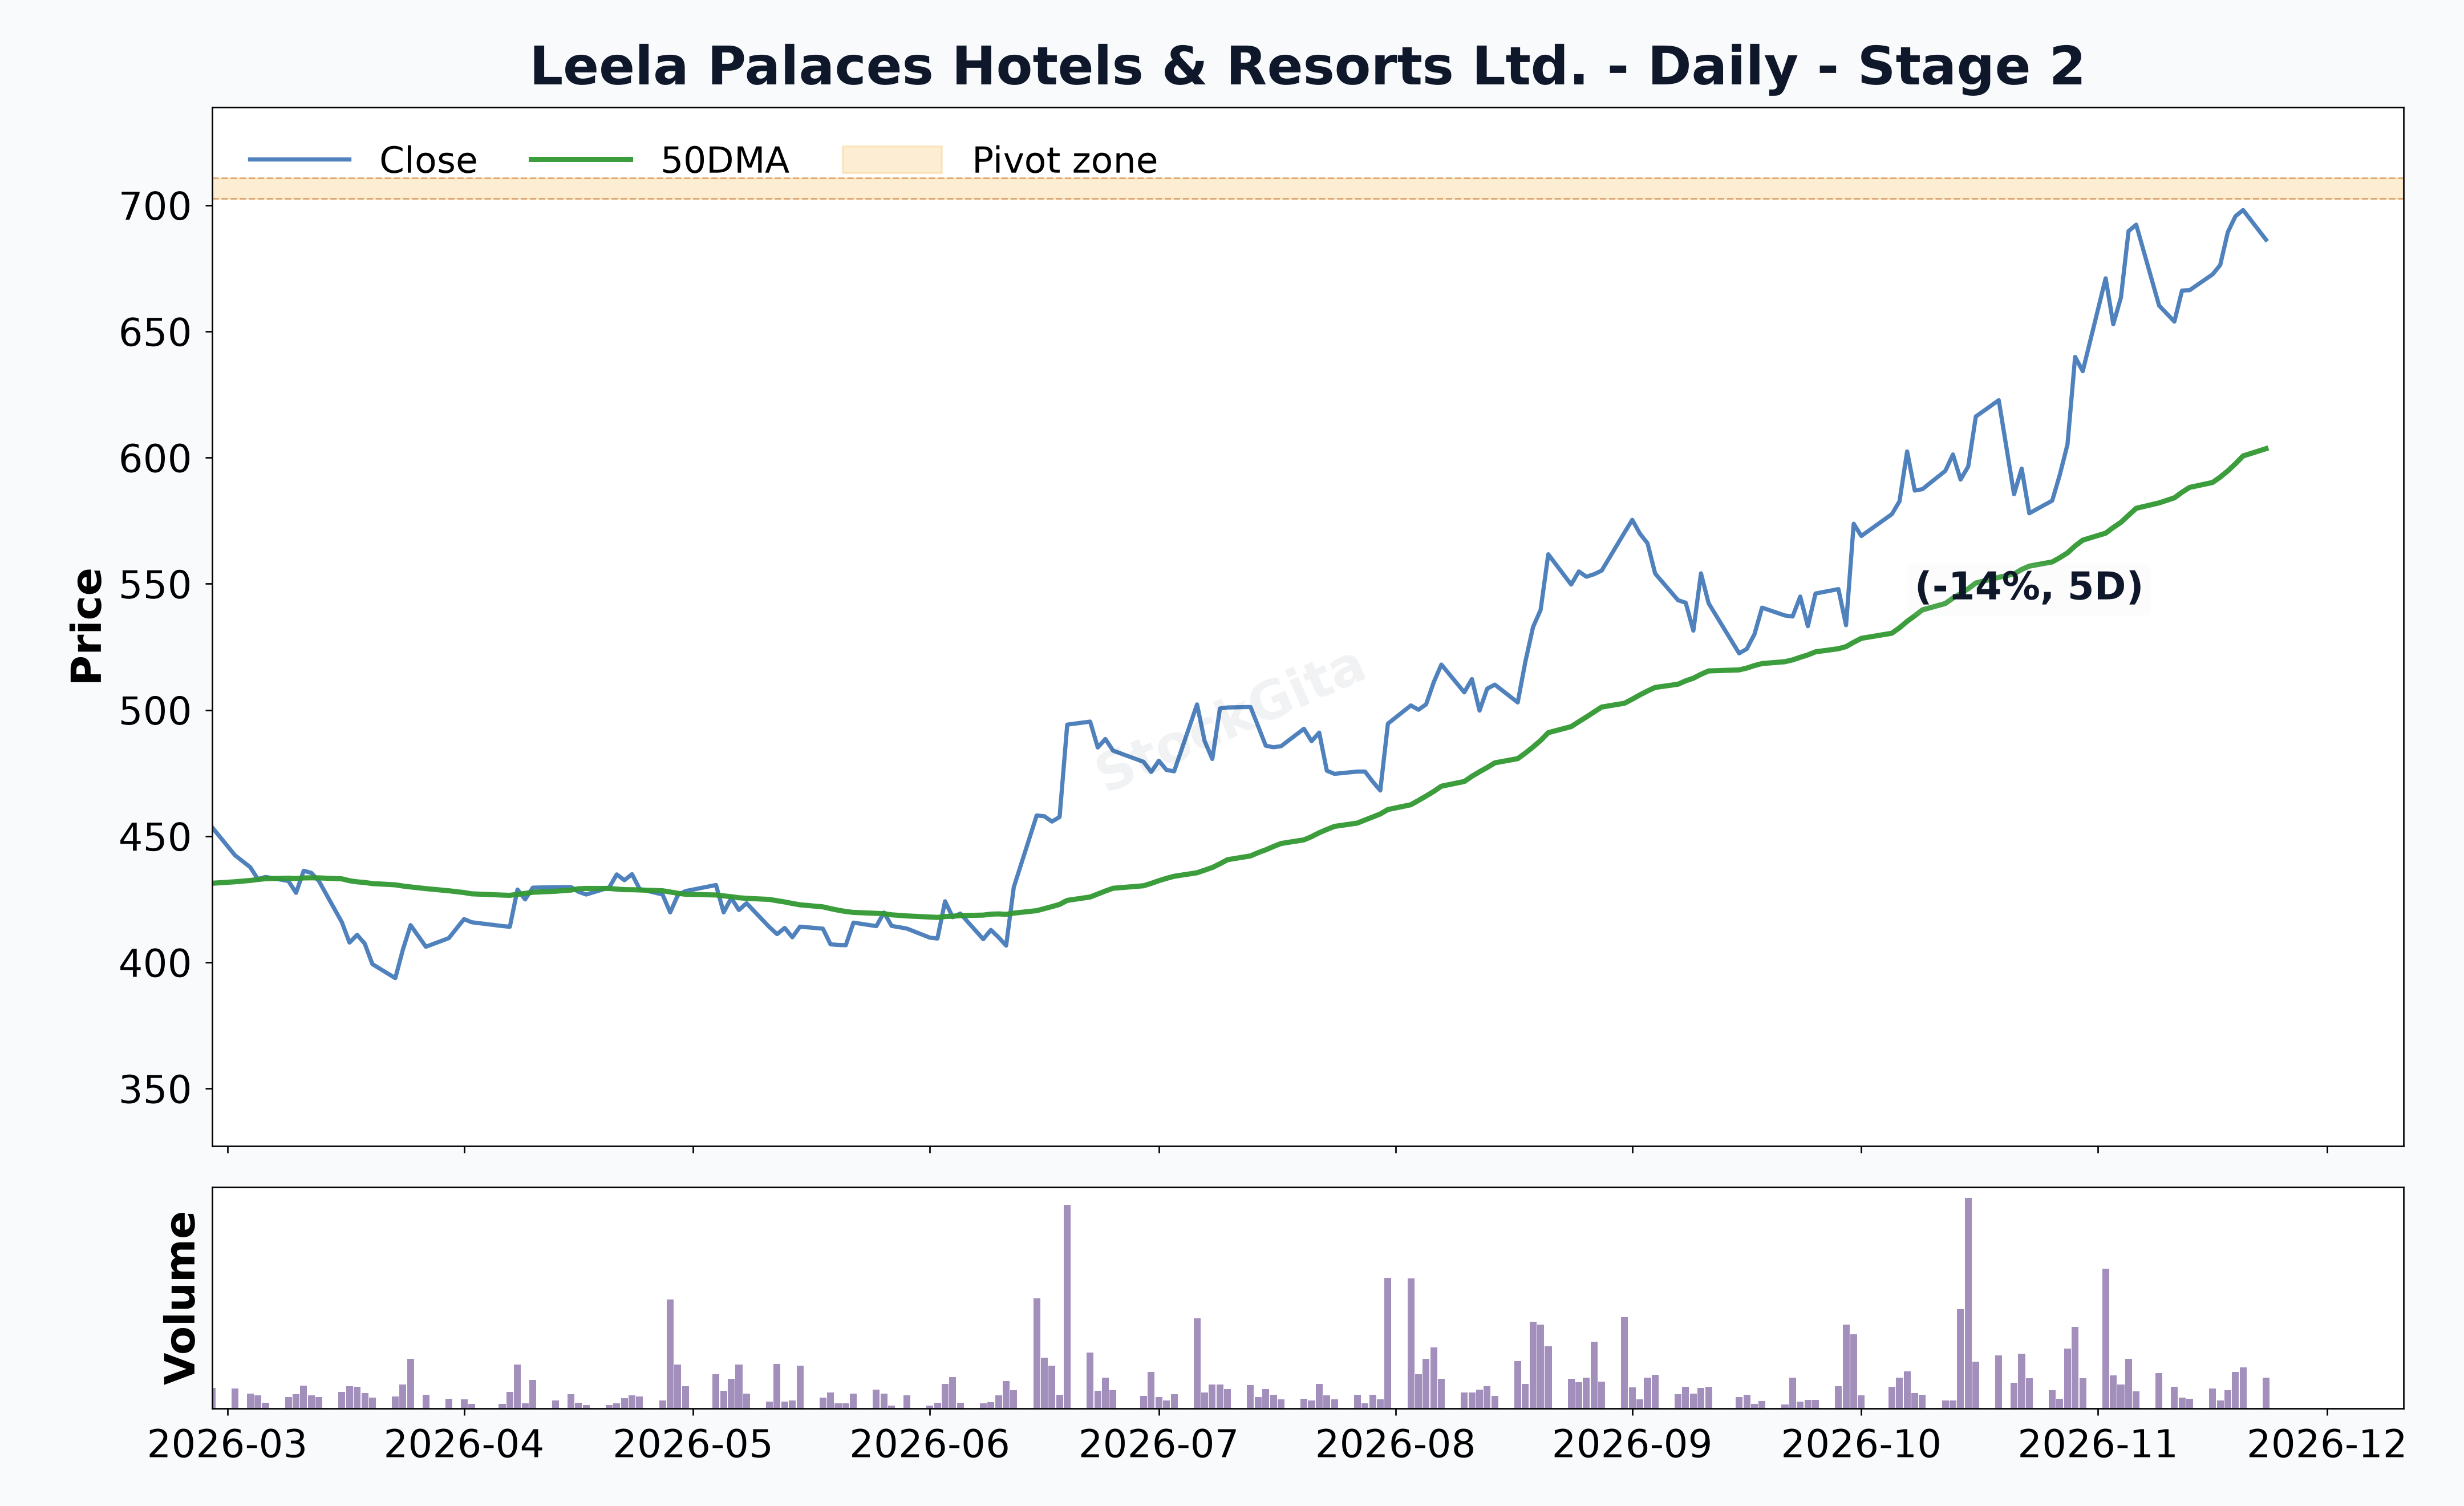 Leela Palaces Hotels & Resorts Ltd. - Daily - Stage 2
Close 50DMA Pivot zone
Price
700
650
600
550
500
450
400
350
(-14%, 5D)
StockGita
Volume
2026-03 2026-04 2026-05 2026-06 2026-07 2026-08 2026-09 2026-10 2026-11 2026-12